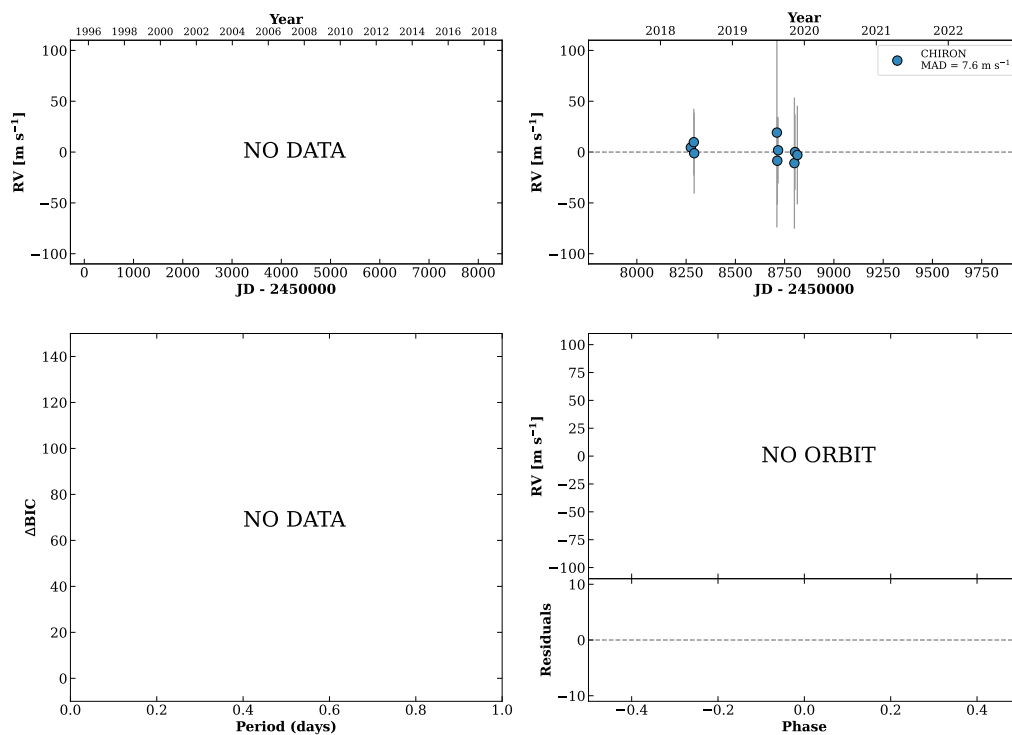 Year
1996 1998 2000 2002 2004 2006 2008 2010 2012 2014 2016 2018
100
50
0
−50
−100
RV [m s⁻¹]
NO DATA
0 1000 2000 3000 4000 5000 6000 7000 8000
JD - 2450000
Year
2018 2019 2020 2021 2022
100
50
0
−50
−100
RV [m s⁻¹]
CHIRON
MAD = 7.6 m s⁻¹
8000 8250 8500 8750 9000 9250 9500 9750
JD - 2450000
140
120
100
80
60
40
20
0
ΔBIC
NO DATA
0.0 0.2 0.4 0.6 0.8 1.0
Period (days)
100
75
50
25
0
−25
−50
−75
−100
RV [m s⁻¹]
NO ORBIT
10
0
−10
Residuals
−0.4 −0.2 0.0 0.2 0.4
Phase